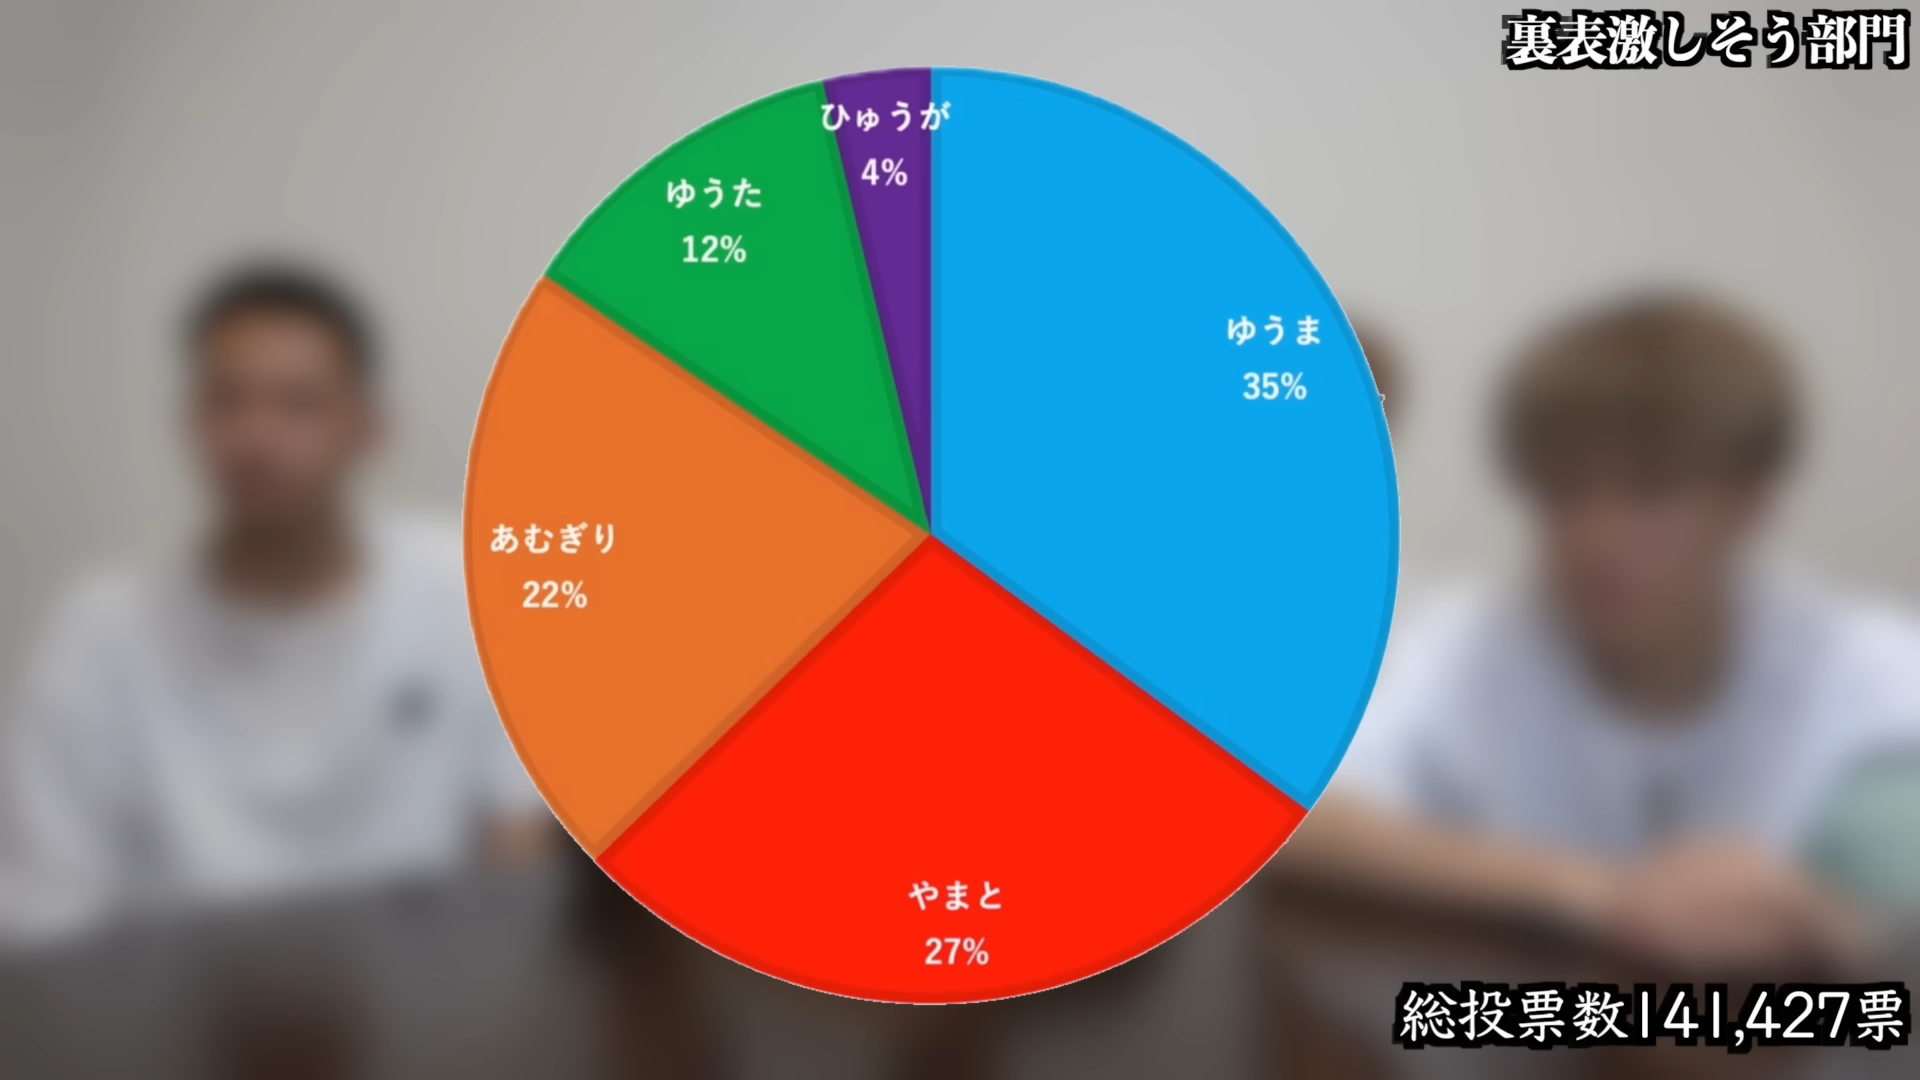 裏表激しそう部門
ひゅうが
4%
ゆうた
12%
ゆうま
35%
あむぎり
22%
やまと
27%
総投票数141,427票